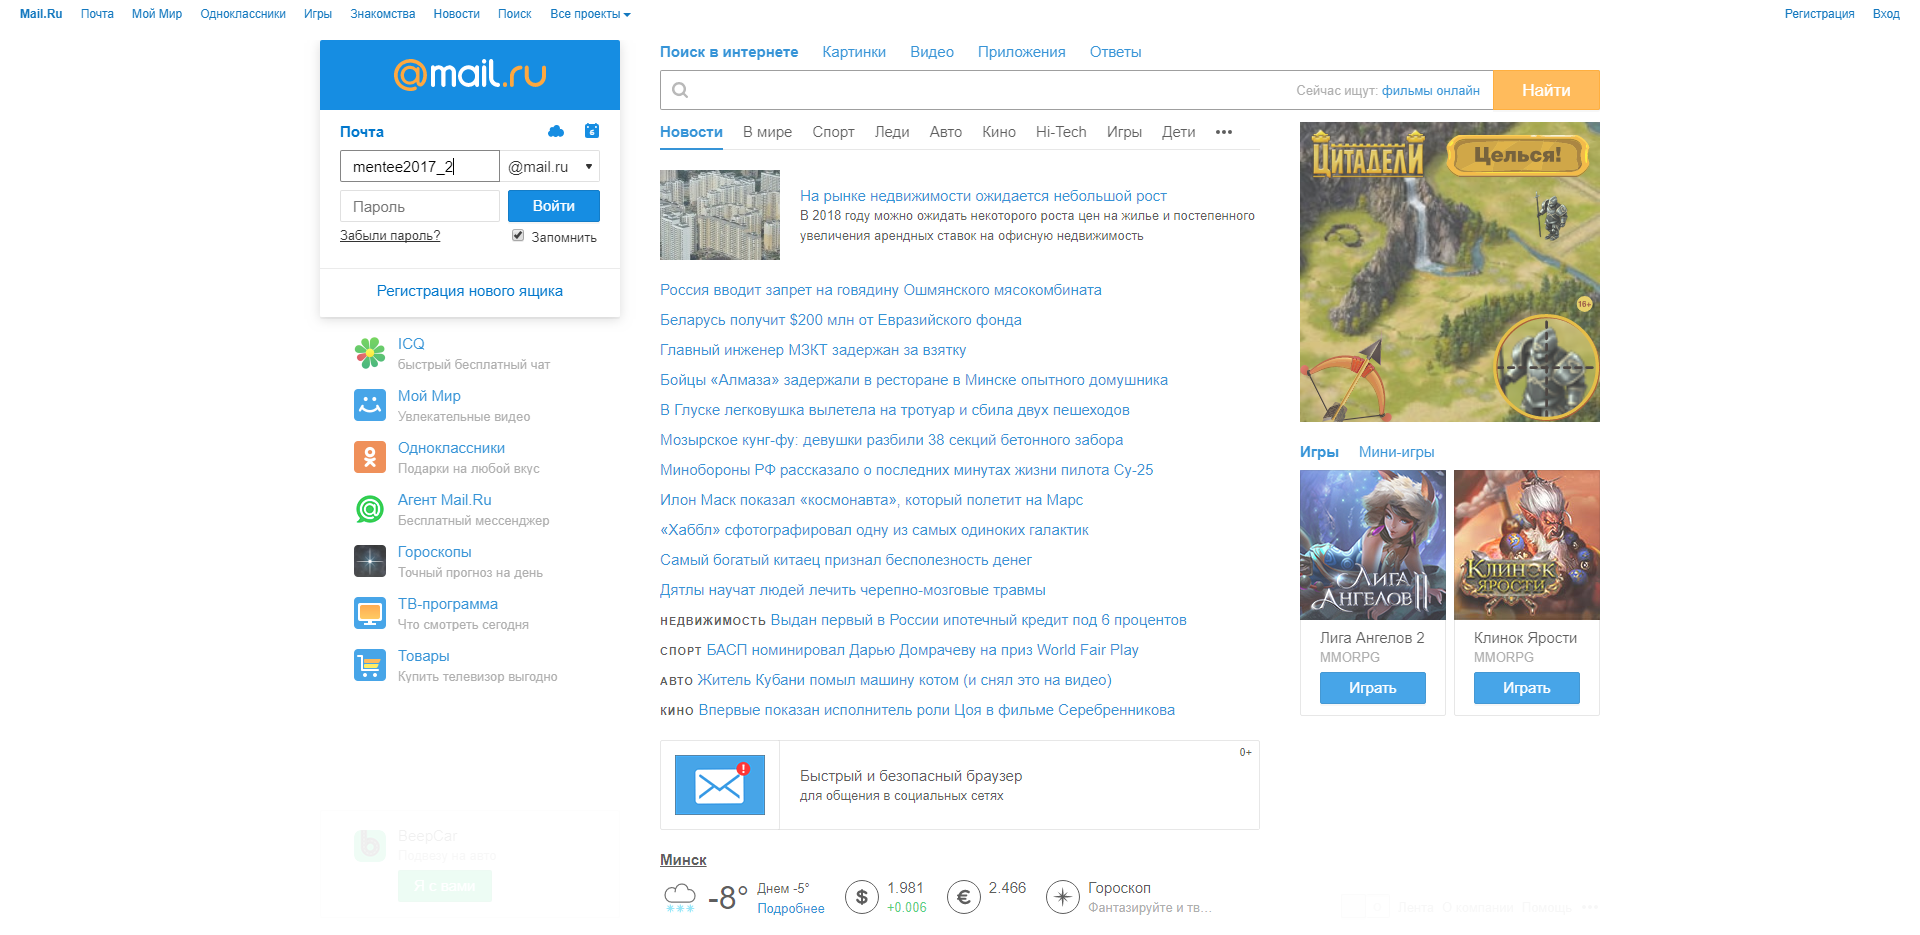 Mail.Ru Почта Мой Мир Одноклассники Игры Знакомства Новости Поиск Все проекты
Регистрация Вход
@mail.ru
Почта
6
mentee2017_2 @mail.ru
Пароль Войти
Забыли пароль? Запомнить
Регистрация нового ящика
ICQ
быстрый бесплатный чат
Мой Мир
Увлекательные видео
Одноклассники
Подарки на любой вкус
Агент Mail.Ru
Бесплатный мессенджер
Гороскопы
Точный прогноз на день
ТВ-программа
Что смотреть сегодня
Товары
Купить телевизор выгодно
BeepCar
Подвезу на авто
Я с вами
Поиск в интернете Картинки Видео Приложения Ответы
Сейчас ищут: фильмы онлайн Найти
Новости В мире Спорт Леди Авто Кино Hi-Tech Игры Дети •••
На рынке недвижимости ожидается небольшой рост
В 2018 году можно ожидать некоторого роста цен на жилье и постепенного
увеличения арендных ставок на офисную недвижимость
Россия вводит запрет на говядину Ошмянского мясокомбината
Беларусь получит $200 млн от Евразийского фонда
Главный инженер МЗКТ задержан за взятку
Бойцы «Алмаза» задержали в ресторане в Минске опытного домушника
В Глуске легковушка вылетела на тротуар и сбила двух пешеходов
Мозырское кунг-фу: девушки разбили 38 секций бетонного забора
Минобороны РФ рассказало о последних минутах жизни пилота Су-25
Илон Маск показал «космонавта», который полетит на Марс
«Хаббл» сфотографировал одну из самых одиноких галактик
Самый богатый китаец признал бесполезность денег
Дятлы научат людей лечить черепно-мозговые травмы
НЕДВИЖИМОСТЬ Выдан первый в России ипотечный кредит под 6 процентов
СПОРТ БАСП номинировал Дарью Домрачеву на приз World Fair Play
АВТО Житель Кубани помыл машину котом (и снял это на видео)
КИНО Впервые показан исполнитель роли Цоя в фильме Серебренникова
0+
Быстрый и безопасный браузер
для общения в социальных сетях
Минск
-8° Днем -5°
Подробнее
$ 1.981
+0.006
€ 2.466
Гороскоп
Фантазируйте и тв...
ЦИТАДЕЛИ
Целься!
16+
Игры Мини-игры
ЛИГА АНГЕЛОВ II
КЛИНОК ЯРОСТИ
Лига Ангелов 2
MMORPG
Играть
Клинок Ярости
MMORPG
Играть
Лента О компании Помощь •••